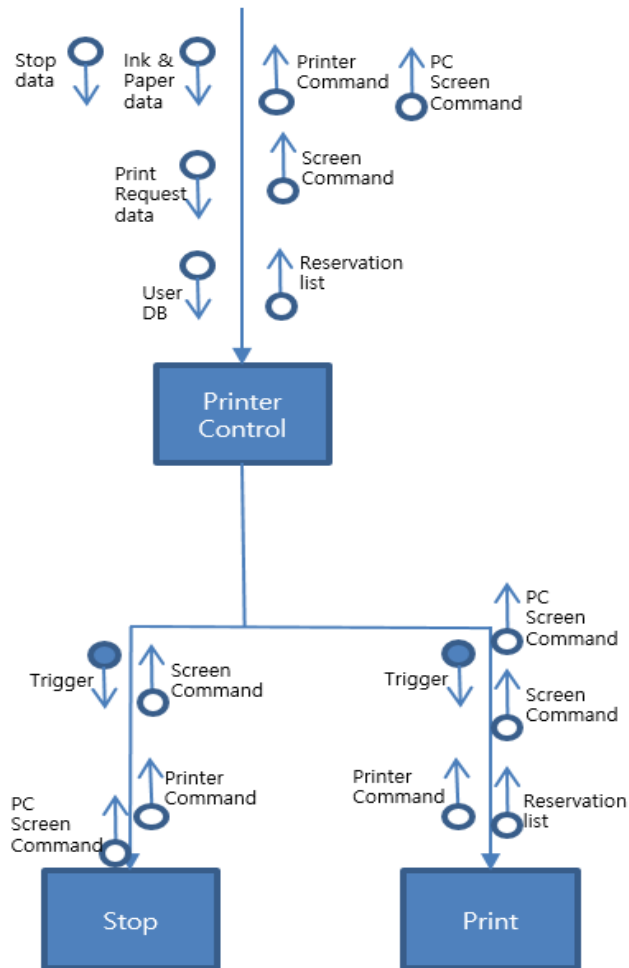 Stop
data
Ink &
Paper
data
Printer
Command
PC
Screen
Command
Print
Request
data
Screen
Command
User
DB
Reservation
list
Printer
Control
PC
Screen
Command
Trigger
Screen
Command
Trigger
Screen
Command
PC
Screen
Command
Printer
Command
Printer
Command
Reservation
list
Stop
Print